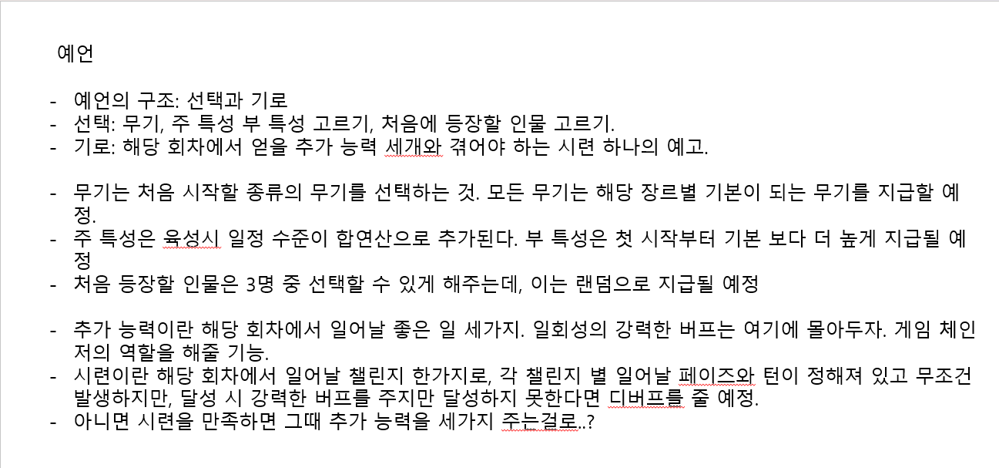 예언
- 예언의 구조: 선택과 기로
- 선택: 무기, 주 특성 부 특성 고르기, 처음에 등장할 인물 고르기.
- 기로: 해당 회차에서 얻을 추가 능력 세개와 겪어야 하는 시련 하나의 예고.
- 무기는 처음 시작할 종류의 무기를 선택하는 것. 모든 무기는 해당 장르별 기본이 되는 무기를 지급할 예
정.
- 주 특성은 육성시 일정 수준이 합연산으로 추가된다. 부 특성은 첫 시작부터 기본 보다 더 높게 지급될 예
정
- 처음 등장할 인물은 3명 중 선택할 수 있게 해주는데, 이는 랜덤으로 지급될 예정
- 추가 능력이란 해당 회차에서 일어날 좋은 일 세가지. 일회성의 강력한 버프는 여기에 몰아두자. 게임 체인
저의 역할을 해줄 기능.
- 시련이란 해당 회차에서 일어날 챌린지 한가지로, 각 챌린지 별 일어날 페이즈와 턴이 정해져 있고 무조건
발생하지만, 달성 시 강력한 버프를 주지만 달성하지 못한다면 디버프를 줄 예정.
- 아니면 시련을 만족하면 그때 추가 능력을 세가지 주는걸로..?